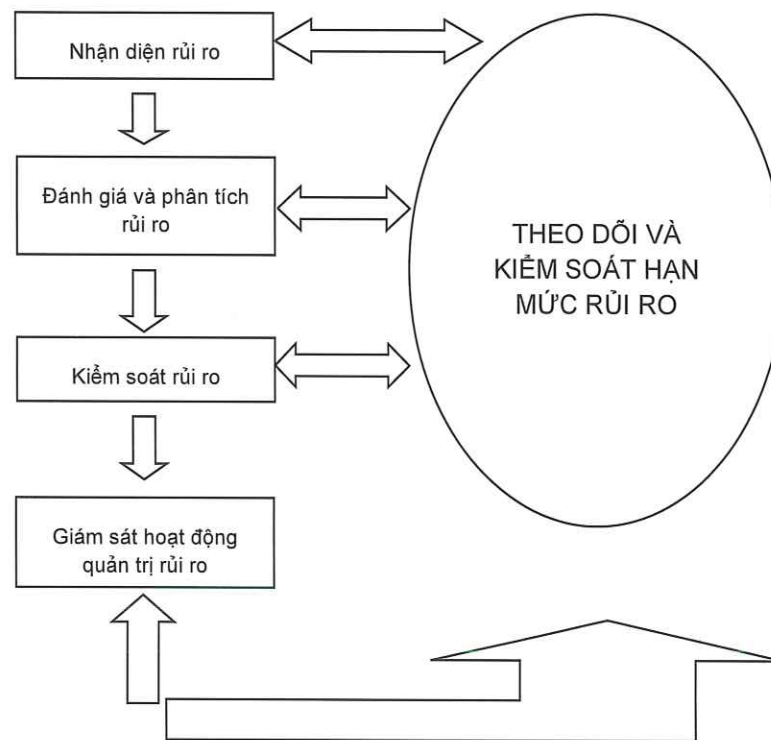 Nhận diện rủi ro
Đánh giá và phân tích
rủi ro
Kiểm soát rủi ro
Giám sát hoạt động
quản trị rủi ro
THEO DÕI VÀ
KIỂM SOÁT HẠN
MỨC RỦI RO